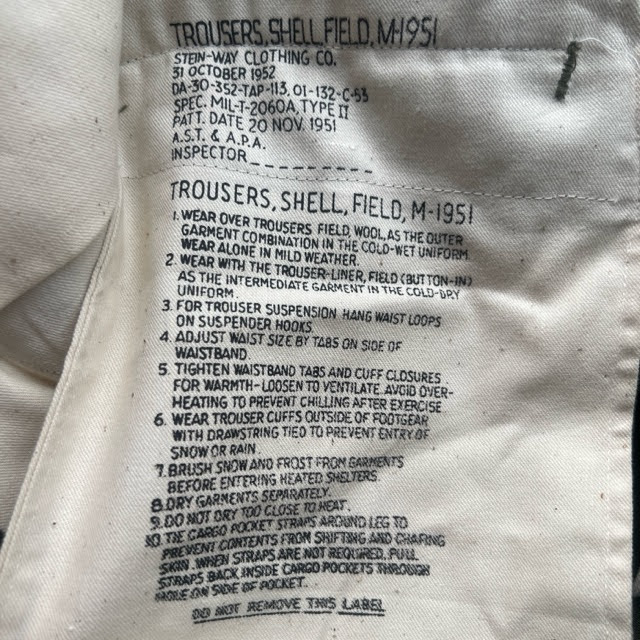 TROUSERS, SHELL, FIELD, M-1951
STEIN-WAY CLOTHING CO.
31 OCTOBER 1952
DA-30-352-TAP-113, 01-132-C-53
SPEC. MIL-T-2060A, TYPE II
PATT. DATE 20 NOV. 1951
A.S.T. & A.P.A.
INSPECTOR__________
TROUSERS, SHELL, FIELD, M-1951
1. WEAR OVER TROUSERS FIELD, WOOL, AS THE OUTER
GARMENT COMBINATION IN THE COLD-WET UNIFORM.
WEAR ALONE IN MILD WEATHER.
2. WEAR WITH THE TROUSER-LINER, FIELD (BUTTON-IN)
AS THE INTERMEDIATE GARMENT IN THE COLD-DRY
UNIFORM.
3. FOR TROUSER SUSPENSION HANG WAIST LOOPS
ON SUSPENDER HOOKS.
4. ADJUST WAIST SIZE BY TABS ON SIDE OF
WAISTBAND.
5. TIGHTEN WAISTBAND TABS AND CUFF CLOSURES
FOR WARMTH-LOOSEN TO VENTILATE. AVOID OVER-
HEATING TO PREVENT CHILLING AFTER EXERCISE.
6. WEAR TROUSER CUFFS OUTSIDE OF FOOTGEAR
WITH DRAWSTRING TIED TO PREVENT ENTRY OF
SNOW OR RAIN.
7. BRUSH SNOW AND FROST FROM GARMENTS
BEFORE ENTERING HEATED SHELTERS.
8. DRY GARMENTS SEPARATELY.
9. DO NOT DRY TOO CLOSE TO HEAT.
10. TIE CARGO POCKET STRAPS AROUND LEG TO
PREVENT CONTENTS FROM SHIFTING AND CHAFING
SKIN. WHEN STRAPS ARE NOT REQUIRED, PULL
STRAPS BACK INSIDE CARGO POCKETS THROUGH
HOLE ON SIDE OF POCKET.
DO NOT REMOVE THIS LABEL